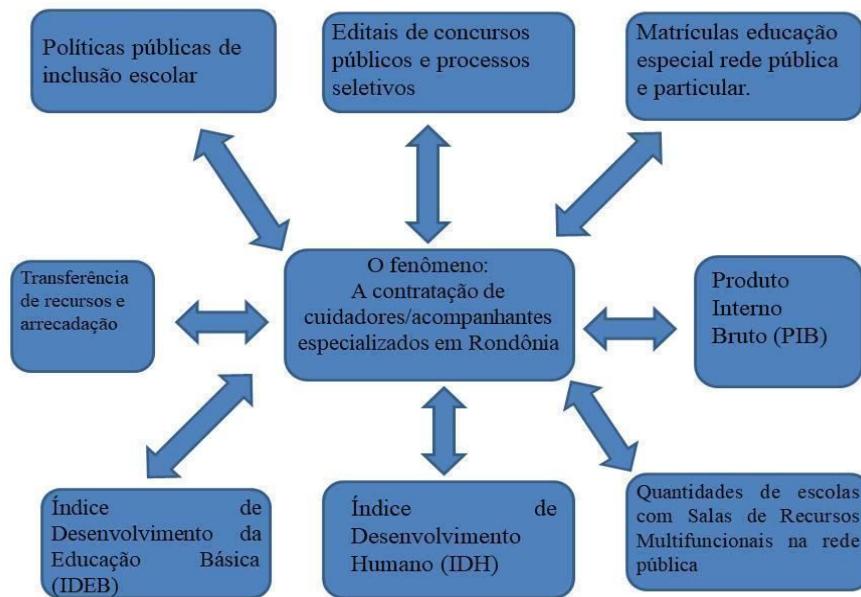 Políticas públicas de
inclusão escolar
Editais de concursos
públicos e processos
seletivos
Matrículas educação
especial rede pública
e particular.
Transferência
de recursos e
arrecadação
O fenômeno:
A contratação de
cuidadores/acompanhantes
especializados em Rondônia
Produto
Interno
Bruto (PIB)
Índice de
Desenvolvimento da
Educação Básica
(IDEB)
Índice de
Desenvolvimento
Humano (IDH)
Quantidades de escolas
com Salas de Recursos
Multifuncionais na rede
pública